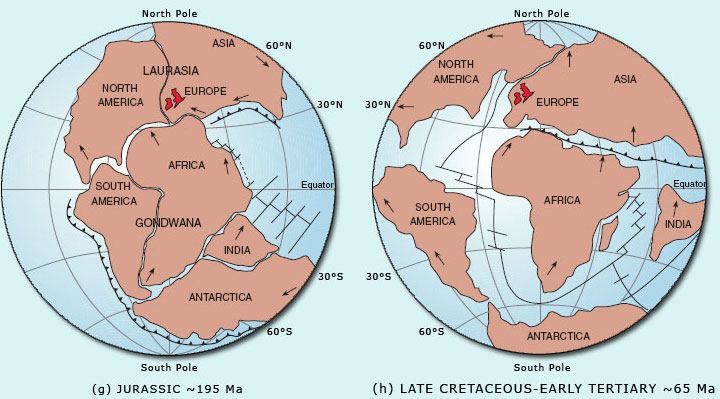 North Pole
ASIA
60°N
LAURASIA
NORTH
AMERICA
EUROPE
30°N
AFRICA
SOUTH
AMERICA
Equator
GONDWANA
INDIA
30°S
ANTARCTICA
60°S
South Pole
(g) JURASSIC ~195 Ma
North Pole
60°N
NORTH
AMERICA
ASIA
30°N
EUROPE
Equator
AFRICA
SOUTH
AMERICA
INDIA
30°S
60°S
ANTARCTICA
South Pole
(h) LATE CRETACEOUS-EARLY TERTIARY ~65 Ma